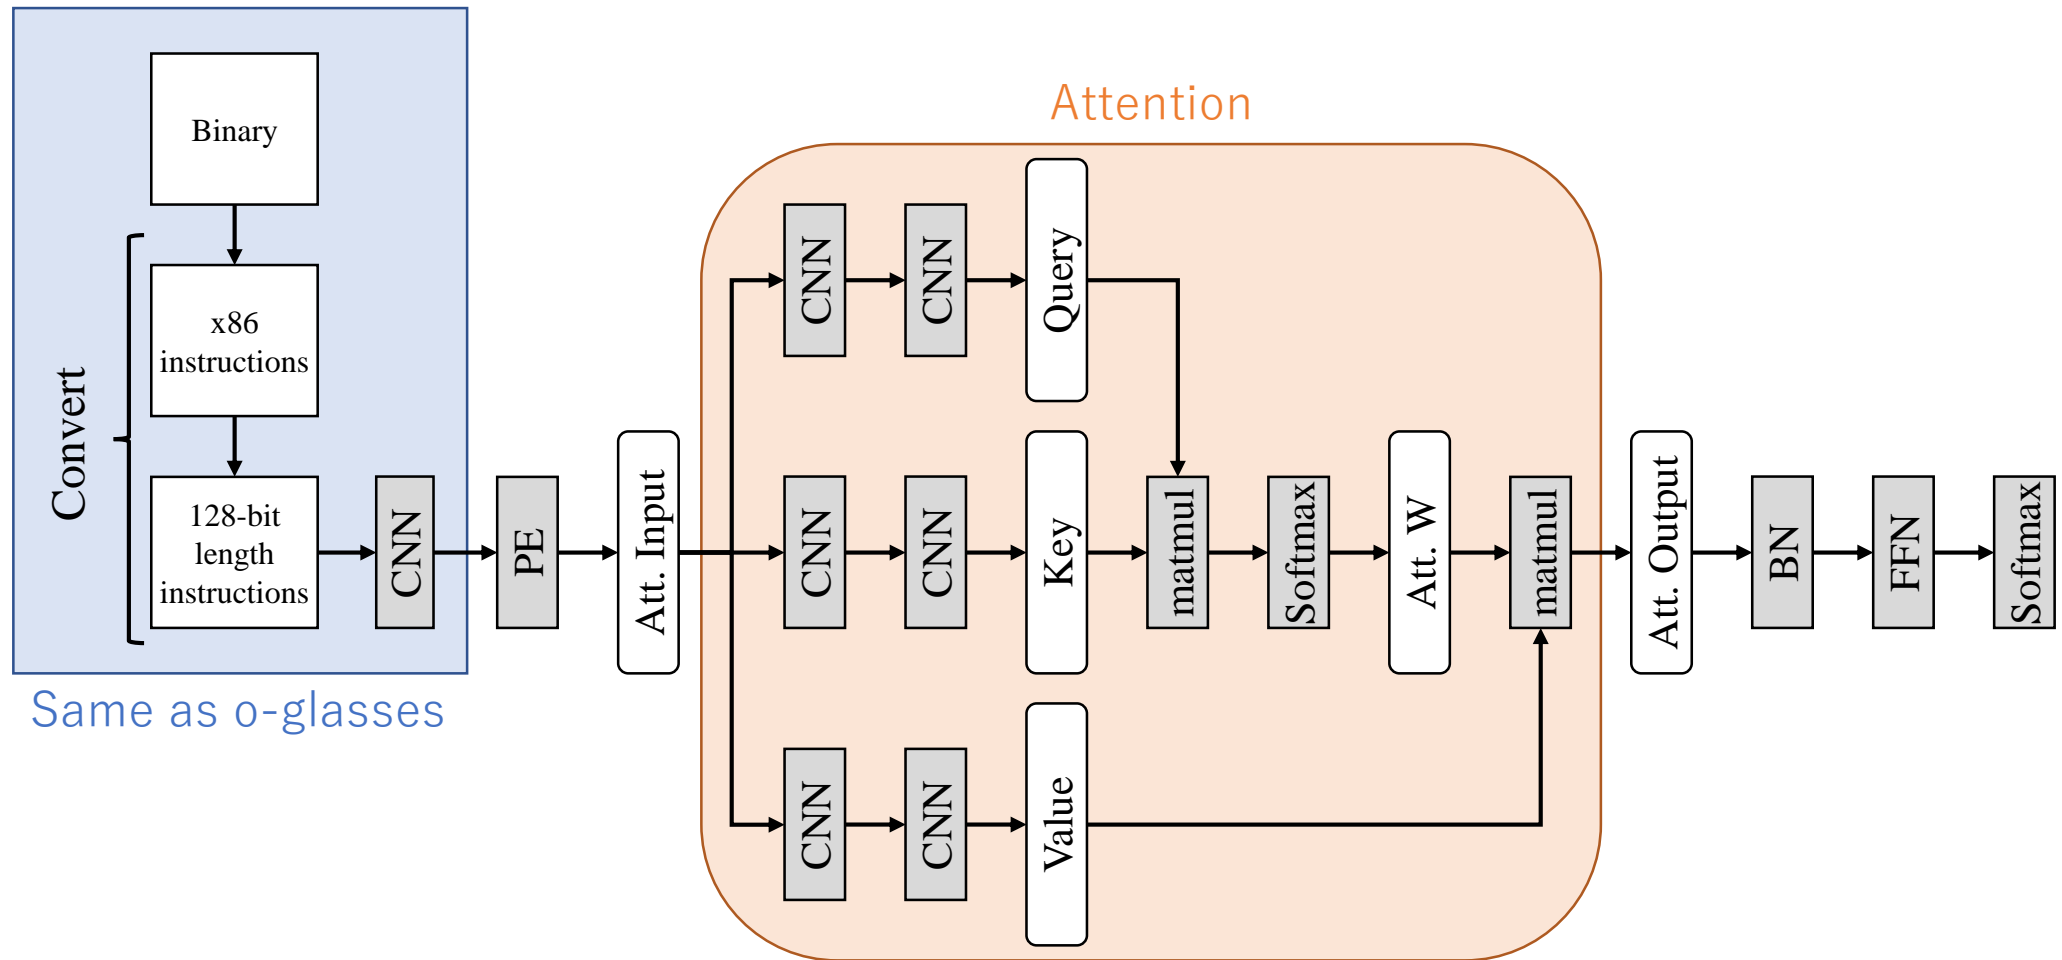 Binary
x86
instructions
128-bit
length
instructions
Convert
CNN
Same as o-glasses
PE
Att. Input
Attention
CNN
CNN
Query
CNN
CNN
Key
CNN
CNN
Value
matmul
Softmax
Att. W
matmul
Att. Output
BN
FFN
Softmax